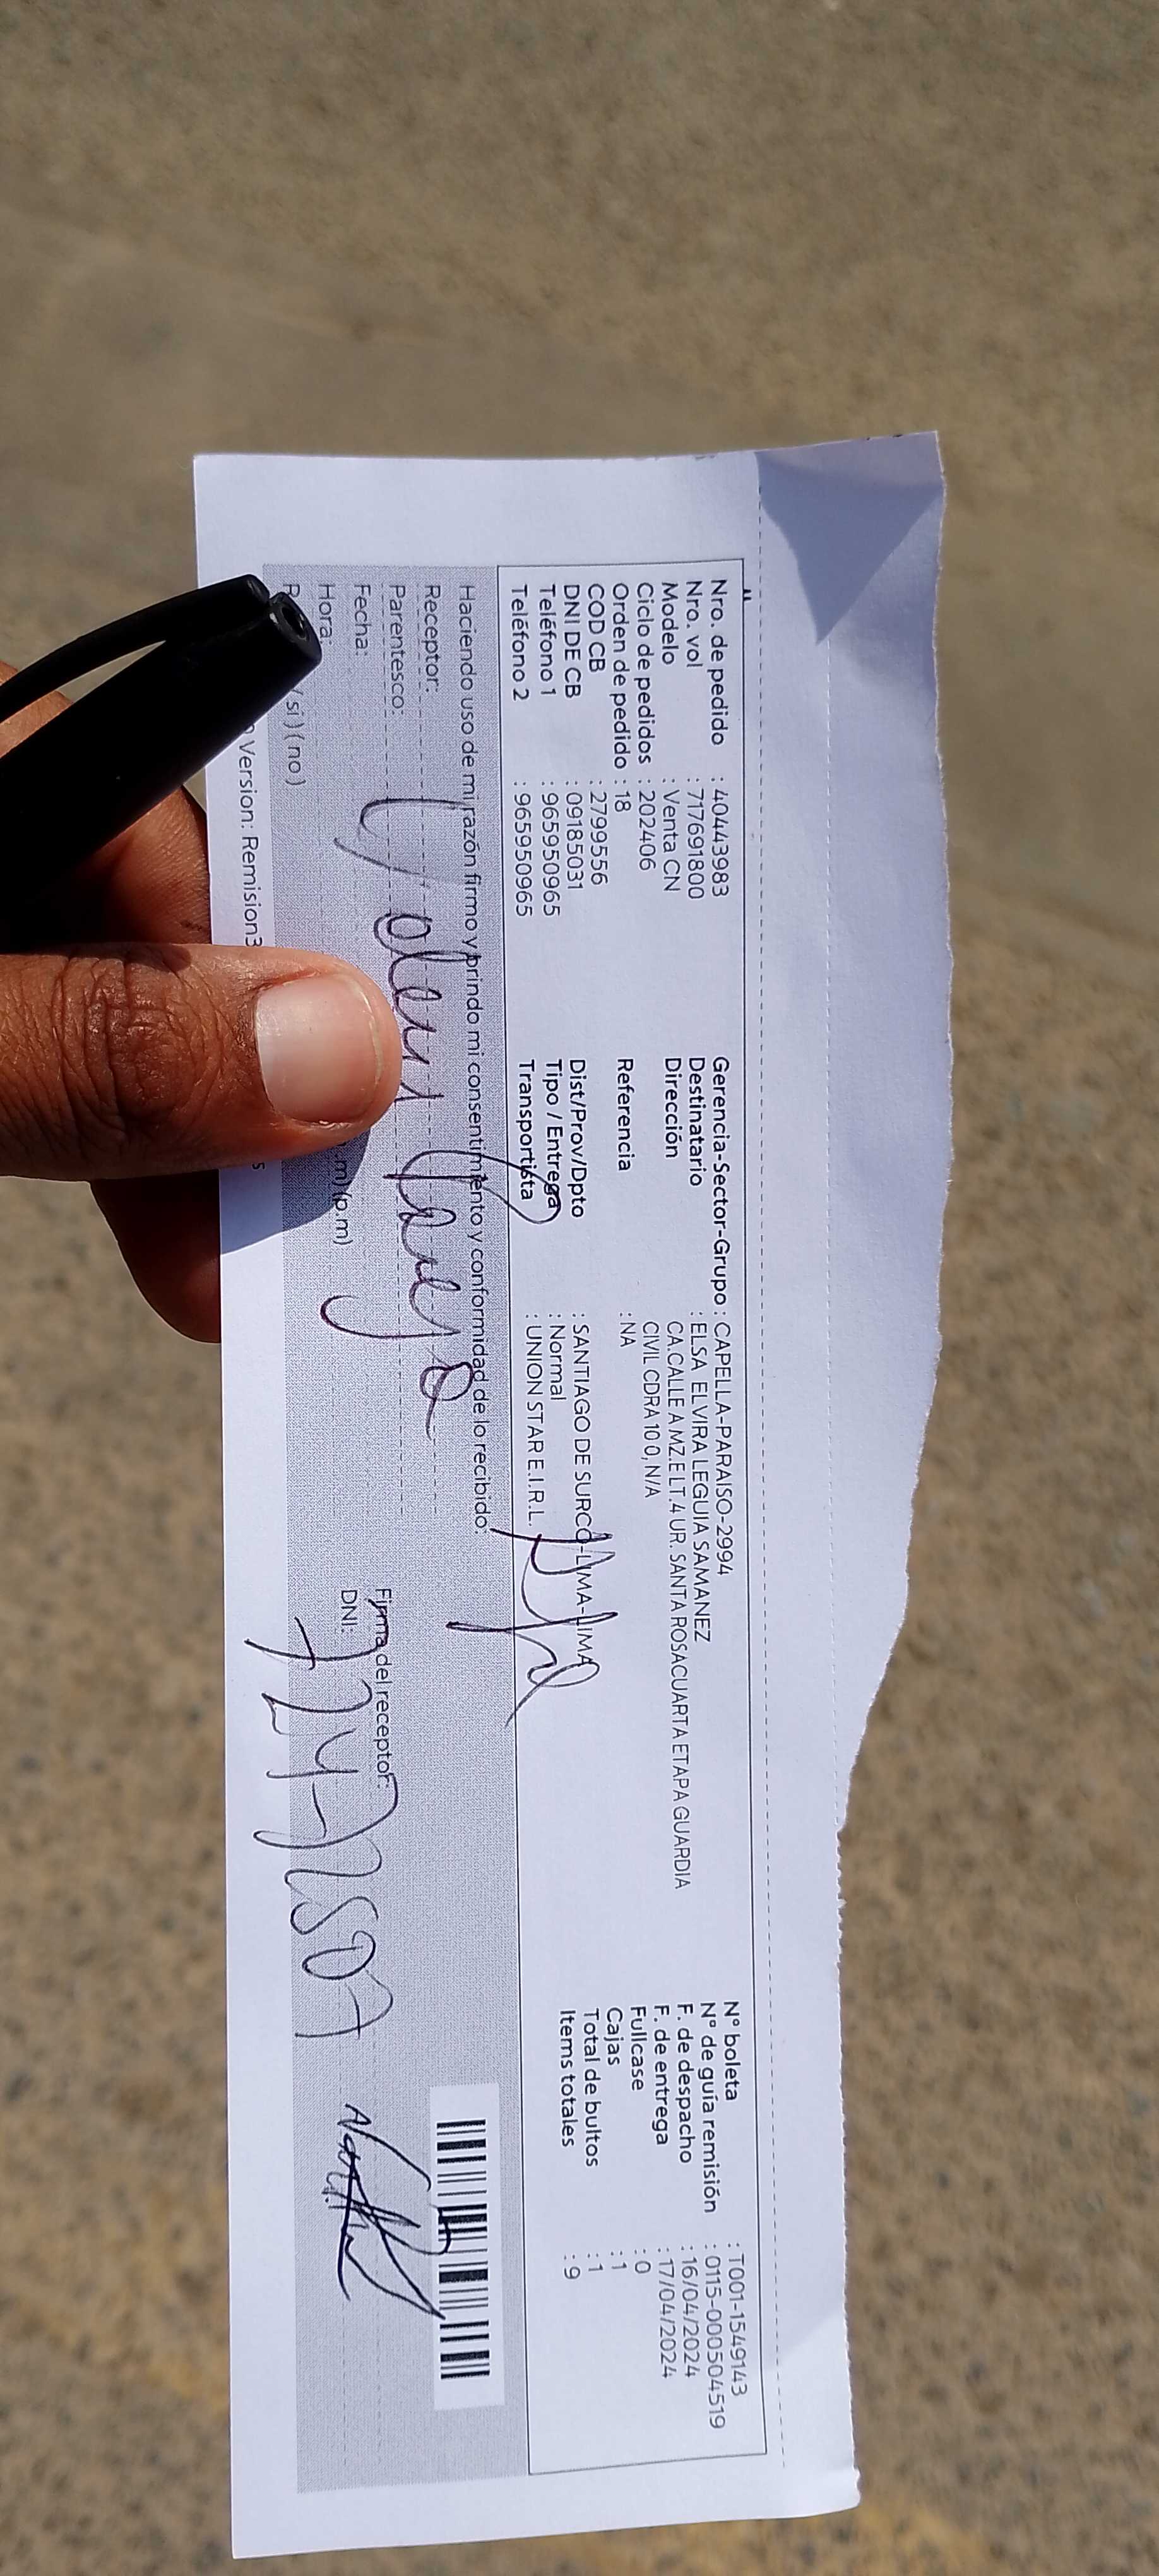 Nro. de pedido : 40443983
Nro. vol : 717691800
Modelo : Venta CN
Ciclo de pedidos : 202406
Orden de pedido : 18
COD CB : 2799556
DNI DE CB : 09185031
Teléfono 1 : 965950965
Teléfono 2 : 965950965
Gerencia-Sector-Grupo : CAPELLA-PARAISO-2994
Destinatario : ELSA ELVIRA LEGUIA SAMANEZ
Dirección CA.CALLE A MZ.E LT.4 UR. SANTA ROSACUARTA ETAPA GUARDIA
CIVIL CDRA 10 0, N/A
Referencia : NA
Dist/Prov/Dpto : SANTIAGO DE SURCO-LIMA-LIMA
Tipo / Entrega : Normal
Transportista : UNION STAR E.I.R.L.
N° boleta : T001-1549143
N° de guía remisión : 0115-000504519
F. de despacho : 16/04/2024
F. de entrega : 17/04/2024
Fullcase : 0
Cajas : 1
Total de bultos : 1
Items totales : 9
Haciendo uso de mi razón firmo y brindo mi consentimiento y conformidad de lo recibido:
Receptor:
Parentesco:
Fecha:
Hora: .m) (p.m)
si ) ( no )
Version: Remision3
Firma del receptor:
DNI: